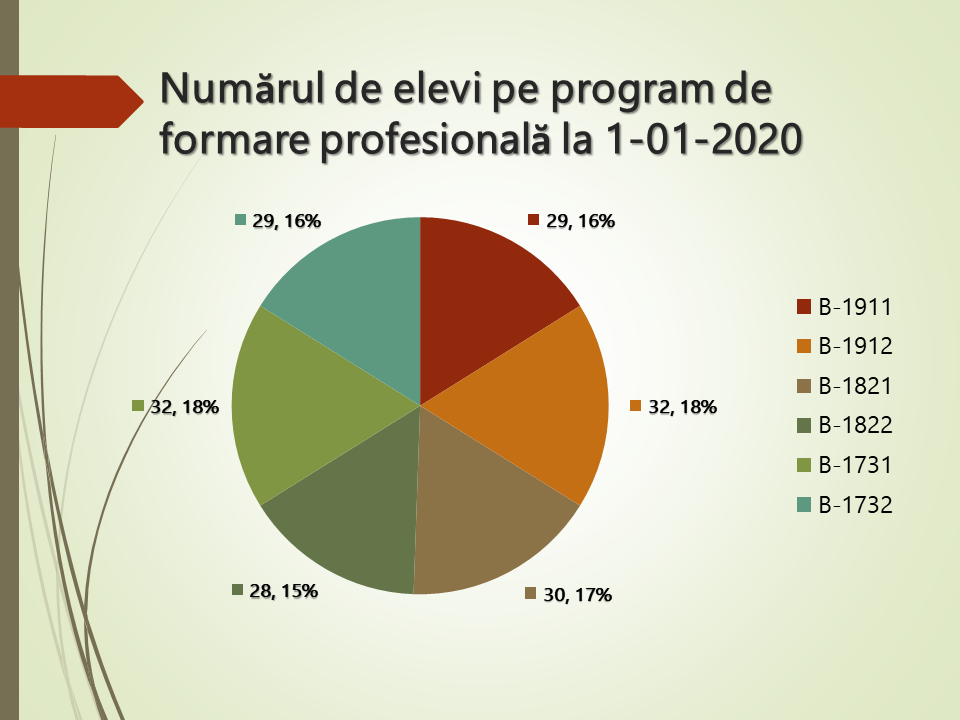 Numărul de elevi pe program de
formare profesională la 1-01-2020
29, 16%
29, 16%
32, 18%
32, 18%
28, 15%
30, 17%
B-1911
B-1912
B-1821
B-1822
B-1731
B-1732